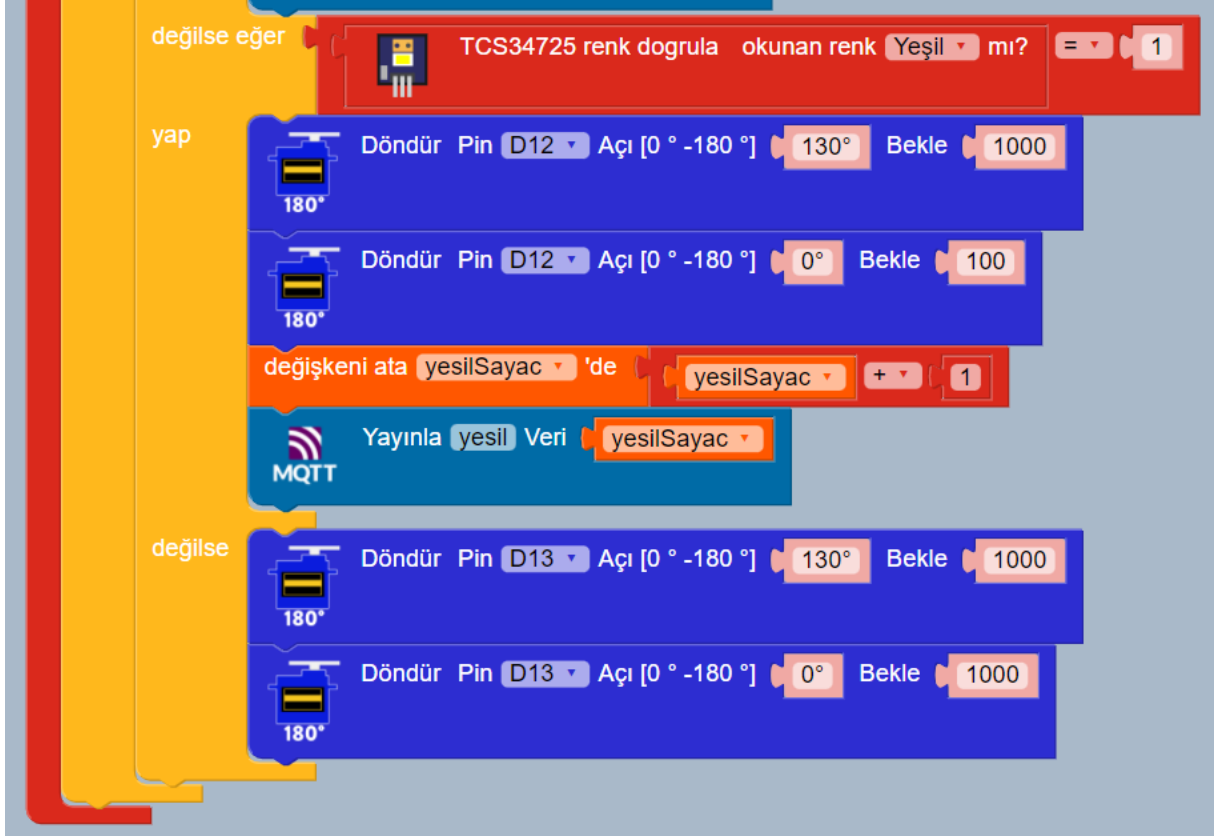 değilse eğer TCS34725 renk dogrula okunan renk Yeşil mı? = 1
yap Döndür Pin D12 Açı [0 ° -180 °] 130° Bekle 1000
180°
Döndür Pin D12 Açı [0 ° -180 °] 0° Bekle 100
180°
değişkeni ata yesilSayac 'de yesilSayac + 1
Yayınla yesil Veri yesilSayac
MQTT
değilse Döndür Pin D13 Açı [0 ° -180 °] 130° Bekle 1000
180°
Döndür Pin D13 Açı [0 ° -180 °] 0° Bekle 1000
180°